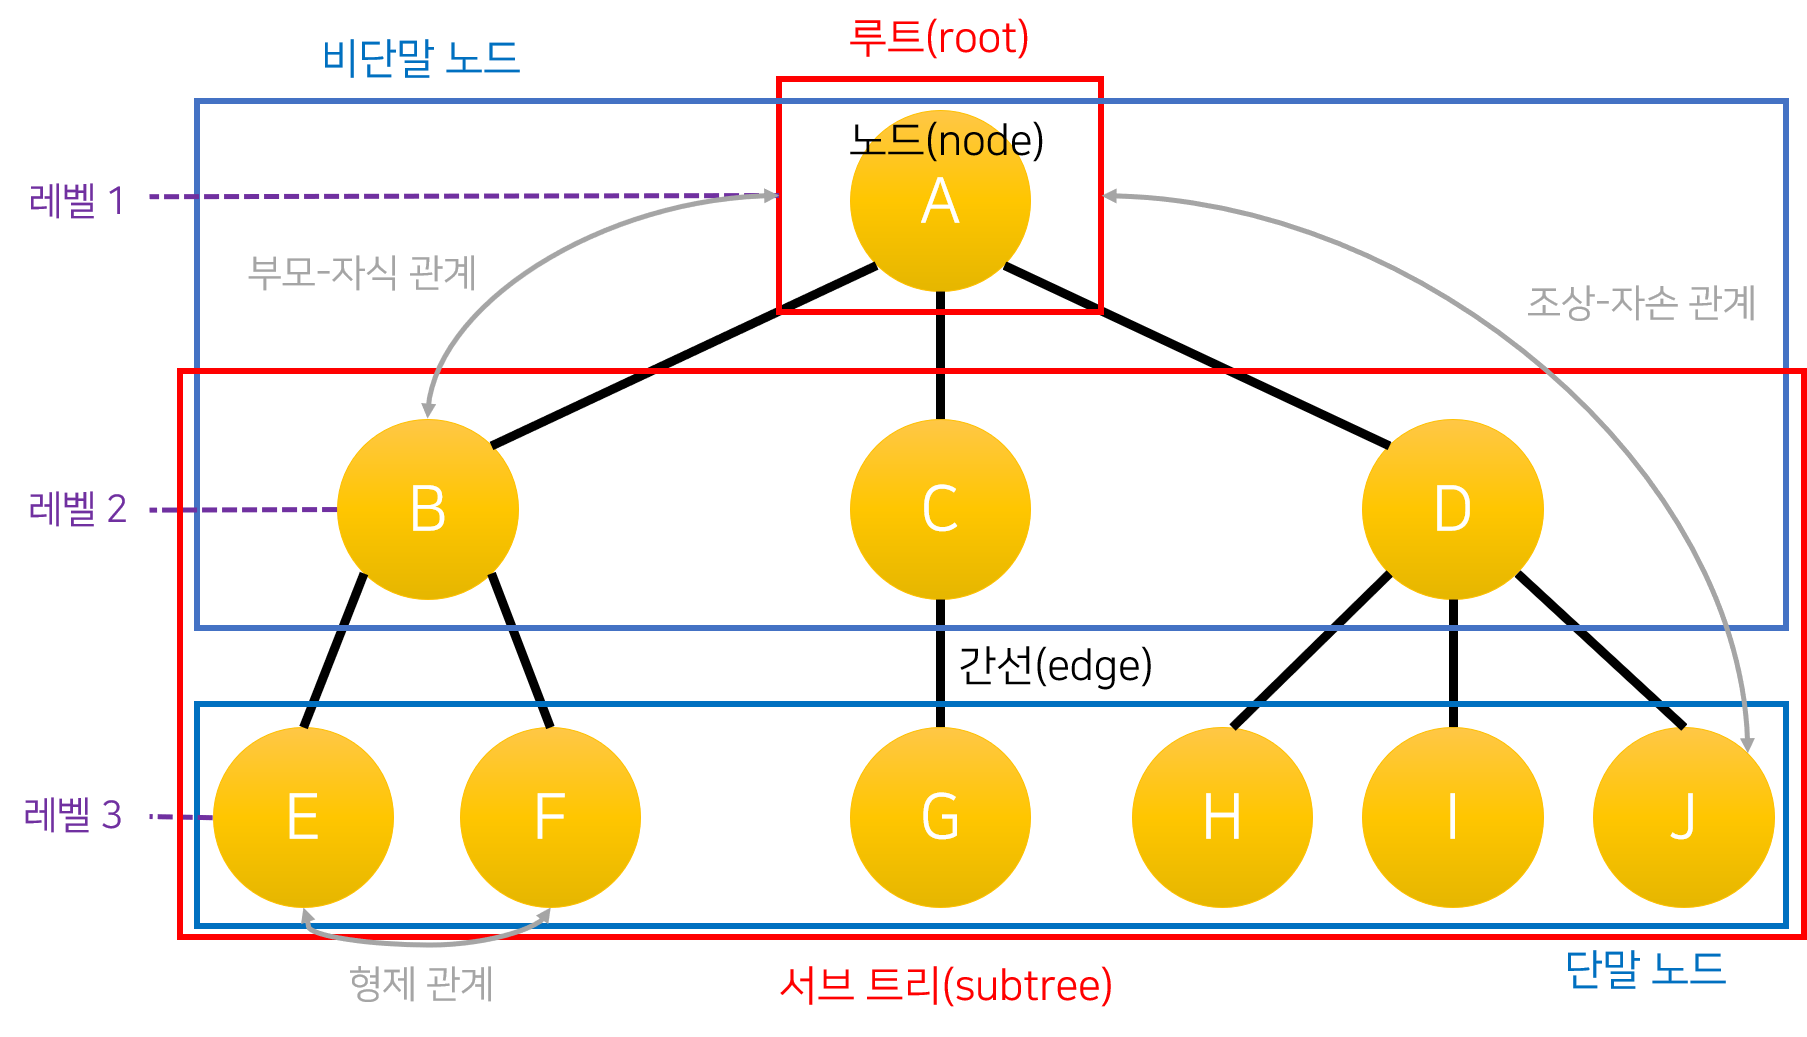 루트(root)
비단말 노드
노드(node)
레벨 1
A
부모-자식 관계
조상-자손 관계
레벨 2
B
C
D
간선(edge)
레벨 3
E
F
G
H
I
J
형제 관계
서브 트리(subtree)
단말 노드